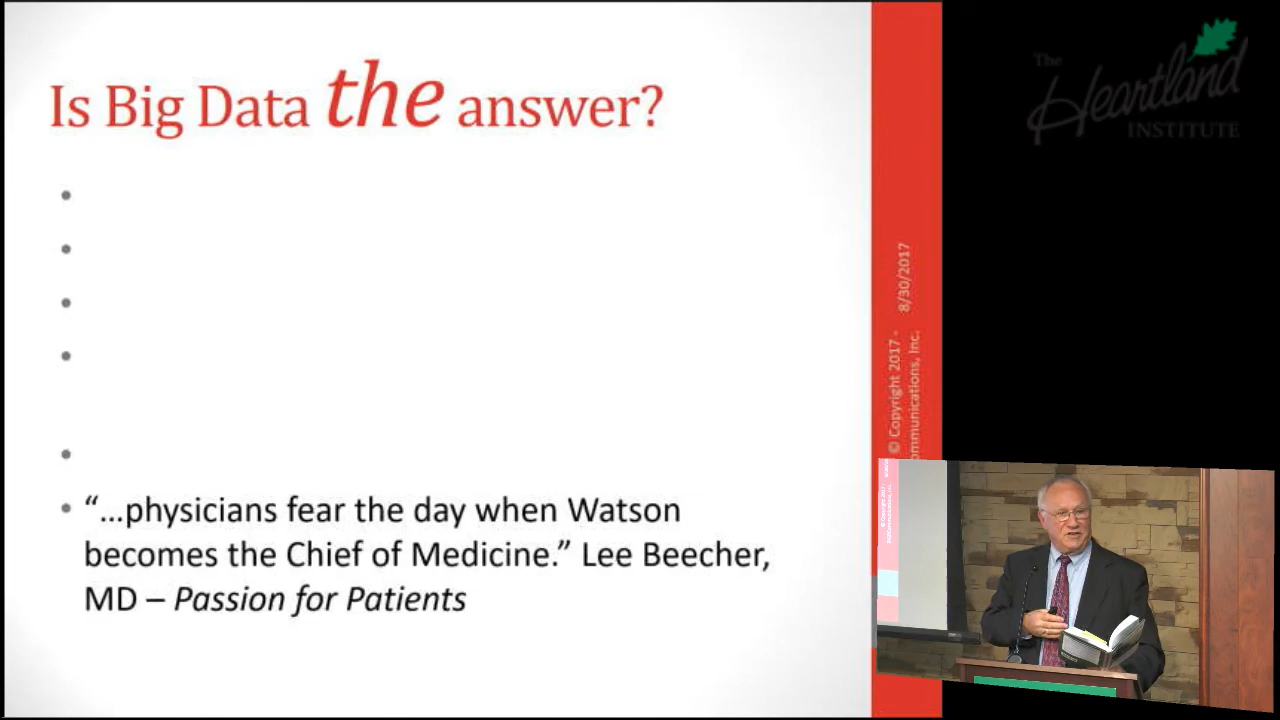 Is Big Data the answer?
“...physicians fear the day when Watson
becomes the Chief of Medicine.” Lee Beecher,
MD – Passion for Patients
8/30/2017
© Copyright 2017 -
ommunications, Inc.
The
Heartland
INSTITUTE